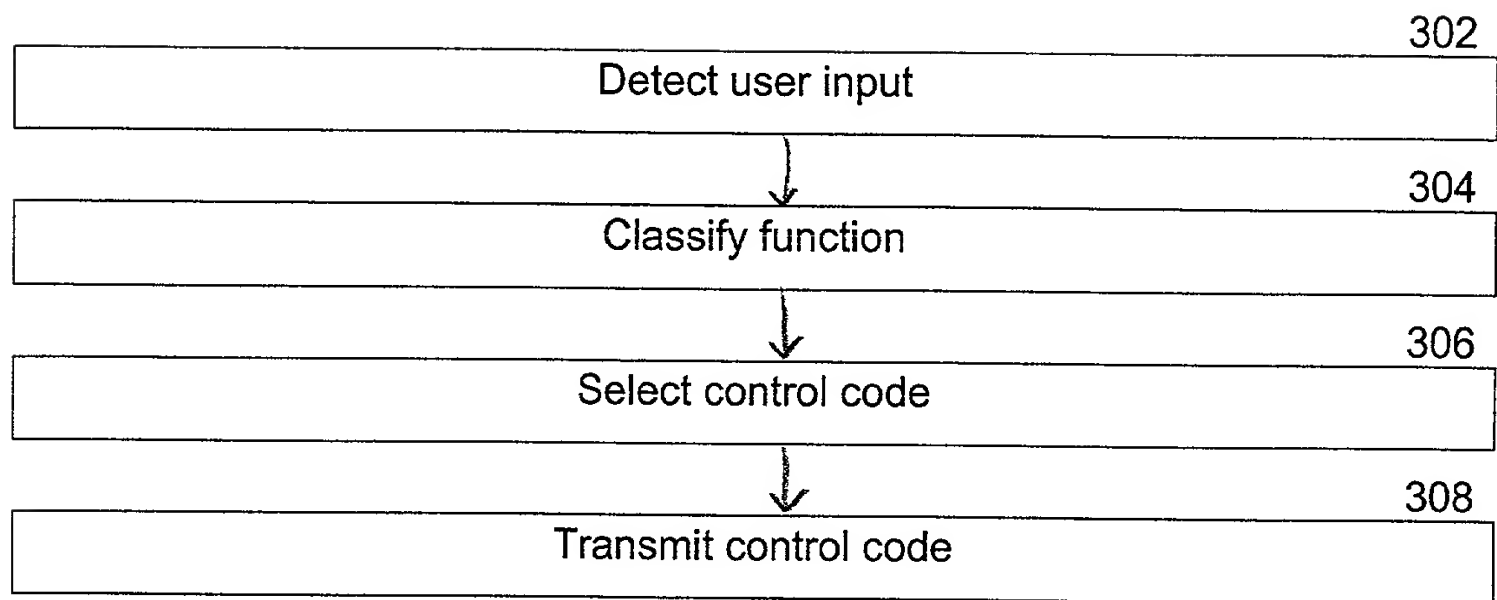 302
Detect user input
304
Classify function
306
Select control code
308
Transmit control code